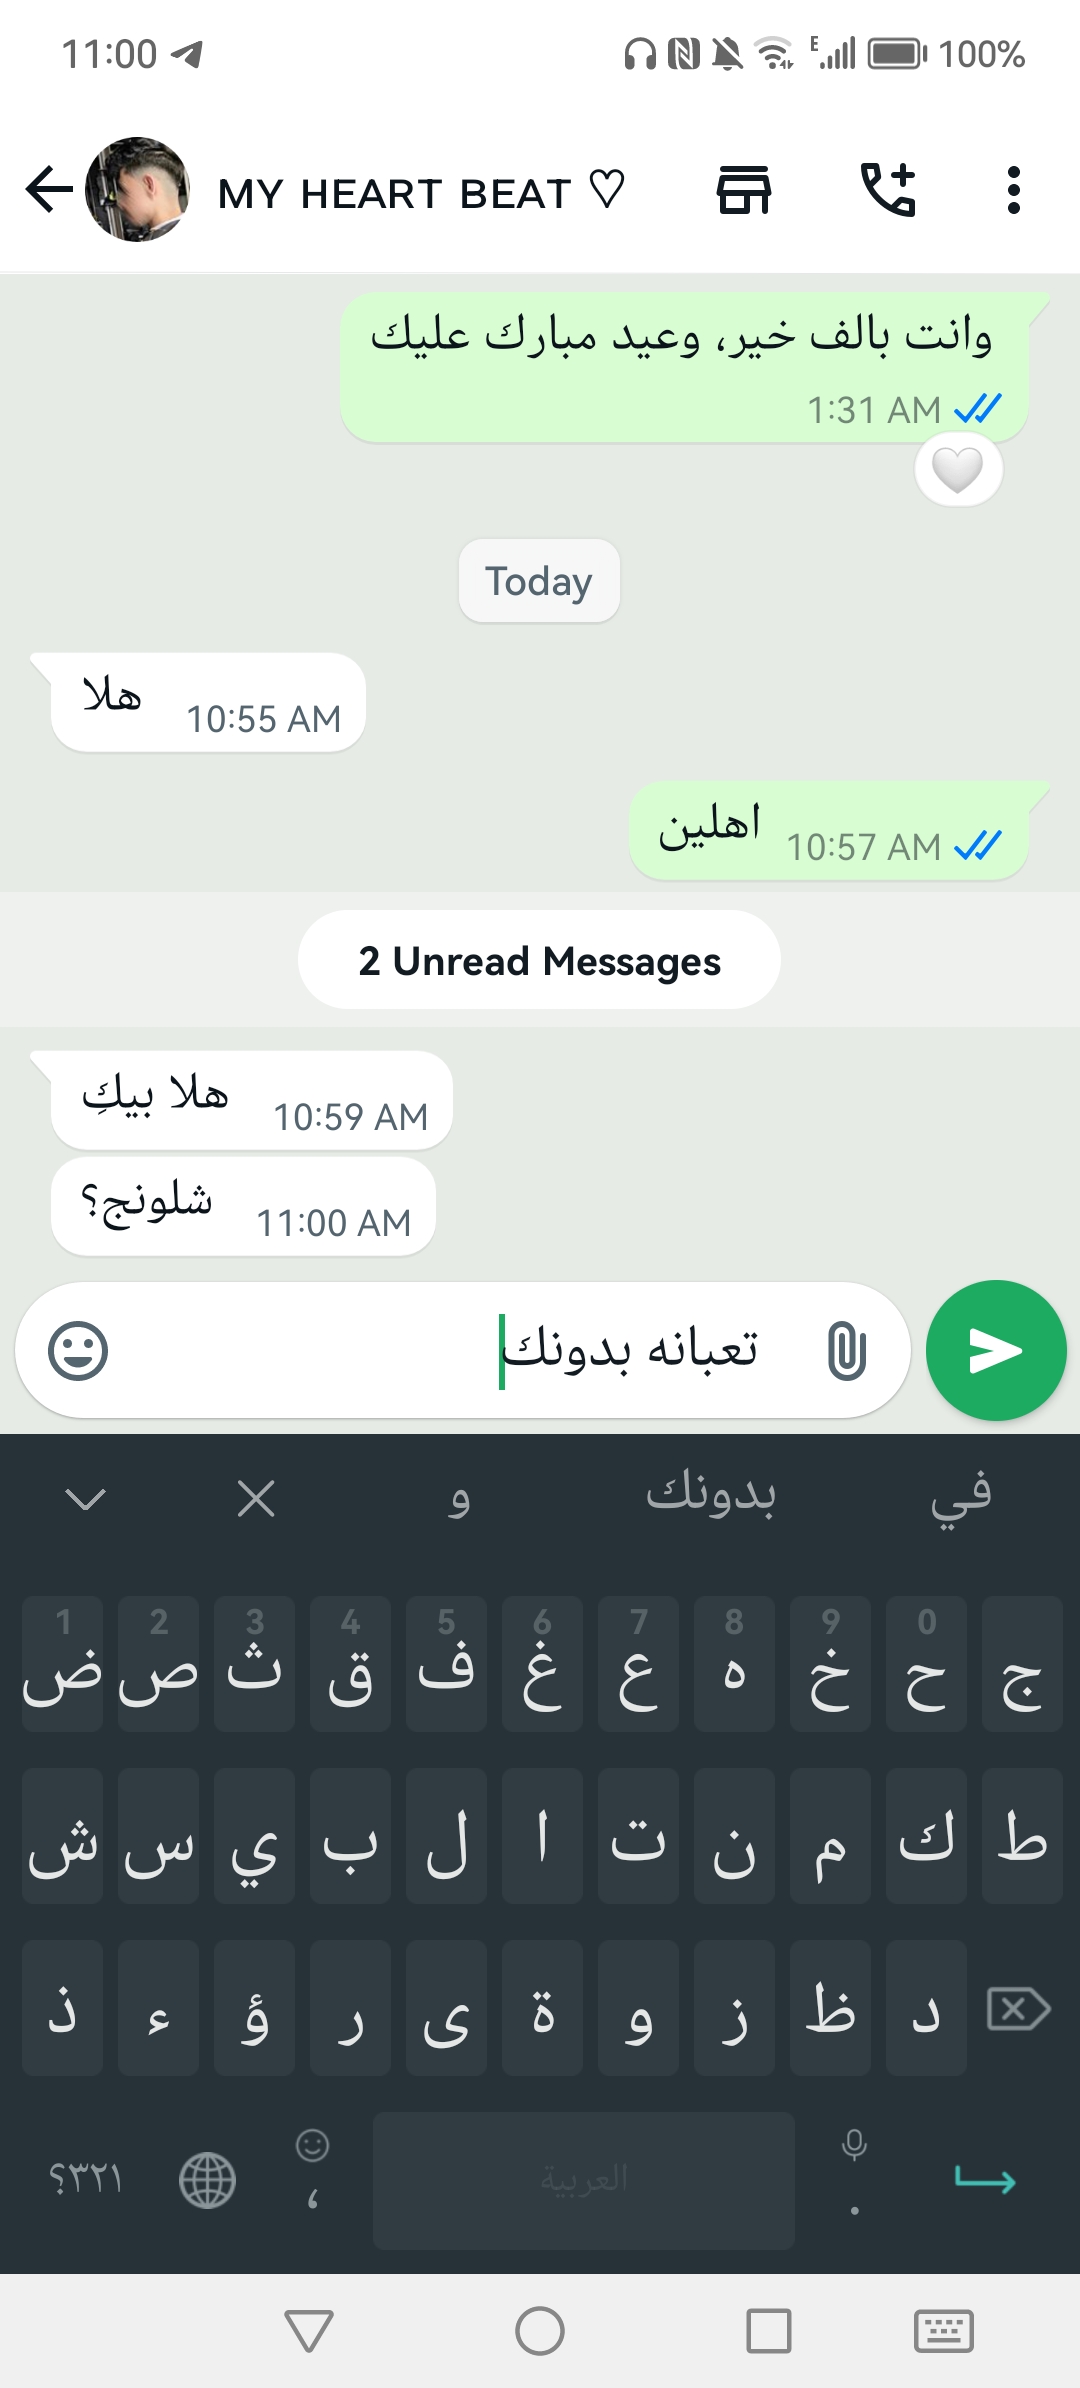 11:00
E
100%
MY HEART BEAT ♡
وانت بالف خير، وعيد مبارك عليك
1:31 AM
Today
هلا
10:55 AM
اهلين
10:57 AM
2 Unread Messages
هلا بيكِ
10:59 AM
شلونج؟
11:00 AM
تعبانه بدونك
في بدونك و
1 2 3 4 5 6 7 8 9 0
ض ص ث ق ف غ ع ه خ ح ج
ش س ي ب ل ا ت ن م ك ط
ذ ء ؤ ر ى ة و ز ظ د
؟٣٢١
،
العربية
.